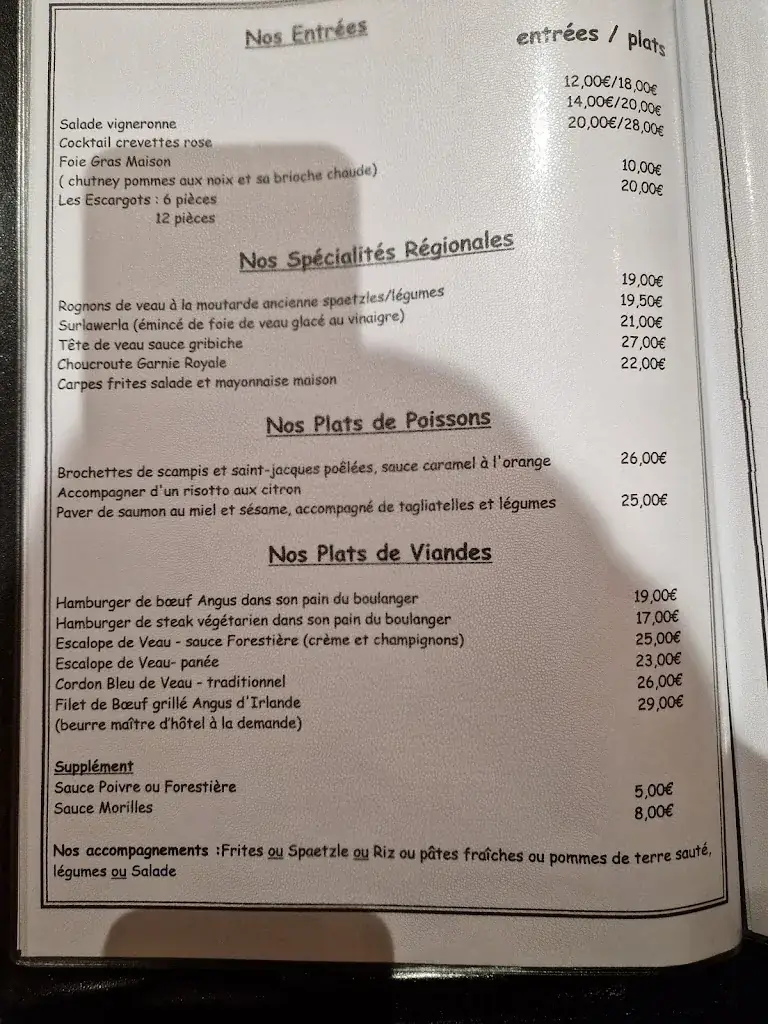 Nos Entrées entrées / plats
12,00€/18,00€
Salade vigneronne 14,00€/20,00€
Cocktail crevettes rose 20,00€/28,00€
Foie Gras Maison
( chutney pommes aux noix et sa brioche chaude) 10,00€
Les Escargots : 6 pièces 20,00€
12 pièces
Nos Spécialités Régionales
Rognons de veau à la moutarde ancienne spaetzles/légumes 19,00€
Surlawerla (émincé de foie de veau glacé au vinaigre) 19,50€
Tête de veau sauce gribiche 21,00€
Choucroute Garnie Royale 27,00€
Carpes frites salade et mayonnaise maison 22,00€
Nos Plats de Poissons
Brochettes de scampis et saint-jacques poêlées, sauce caramel à l'orange 26,00€
Accompagner d'un risotto aux citron
Paver de saumon au miel et sésame, accompagné de tagliatelles et légumes 25,00€
Nos Plats de Viandes
Hamburger de bœuf Angus dans son pain du boulanger 19,00€
Hamburger de steak végétarien dans son pain du boulanger 17,00€
Escalope de Veau - sauce Forestière (crème et champignons) 25,00€
Escalope de Veau- panée 23,00€
Cordon Bleu de Veau - traditionnel 26,00€
Filet de Bœuf grillé Angus d'Irlande 29,00€
(beurre maître d'hôtel à la demande)
Supplément
Sauce Poivre ou Forestière 5,00€
Sauce Morilles 8,00€
Nos accompagnements :Frites ou Spaetzle ou Riz ou pâtes fraîches ou pommes de terre sauté,
légumes ou Salade